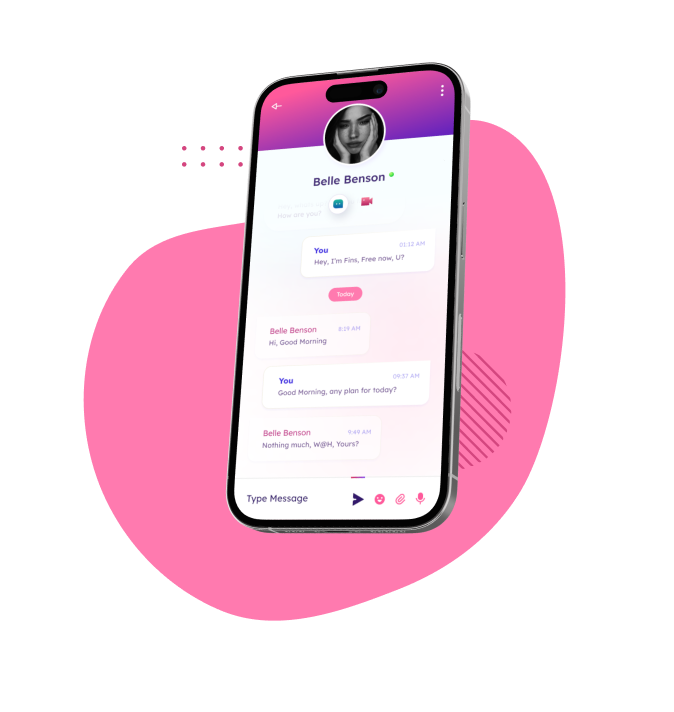 Belle Benson
How are you?
You
01:12 AM
Hey, I'm Fins, Free now, U?
Today
Belle Benson
8:19 AM
Hi, Good Morning
You
09:37 AM
Good Morning, any plan for today?
Belle Benson
9:49 AM
Nothing much, W@H, Yours?
Type Message